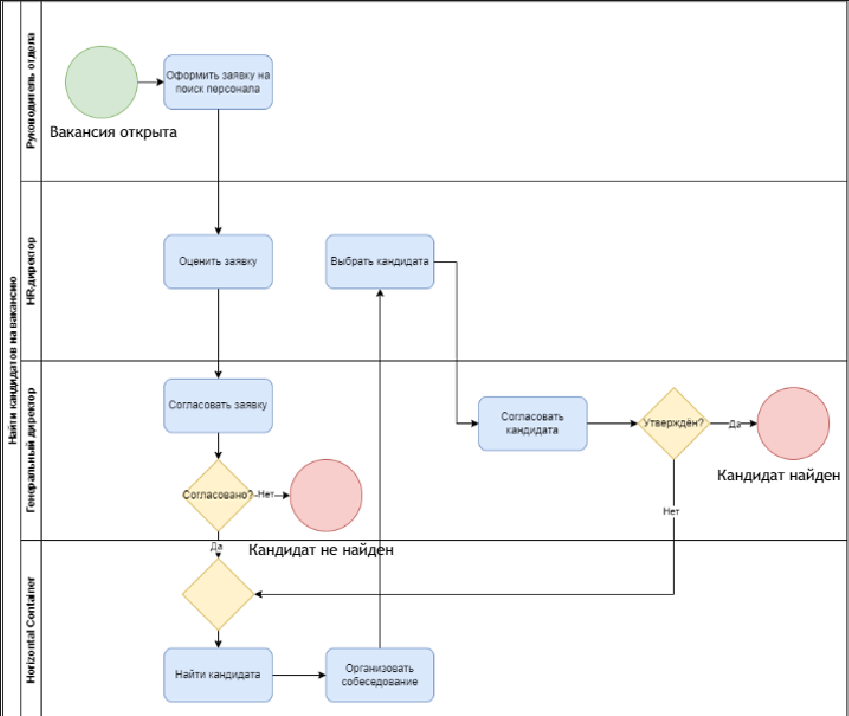 Найти кандидатов на вакансию
Руководитель отдела
Оформить заявку на
поиск персонала
Вакансия открыта
HR-директор
Оценить заявку
Выбрать кандидата
Генеральный директор
Согласовать заявку
Согласовать
кандидата
Утверждён?
Да
Кандидат найден
Согласовано?
Нет
Нет
Да
Кандидат не найден
Horizontal Container
Найти кандидата
Организовать
собеседование